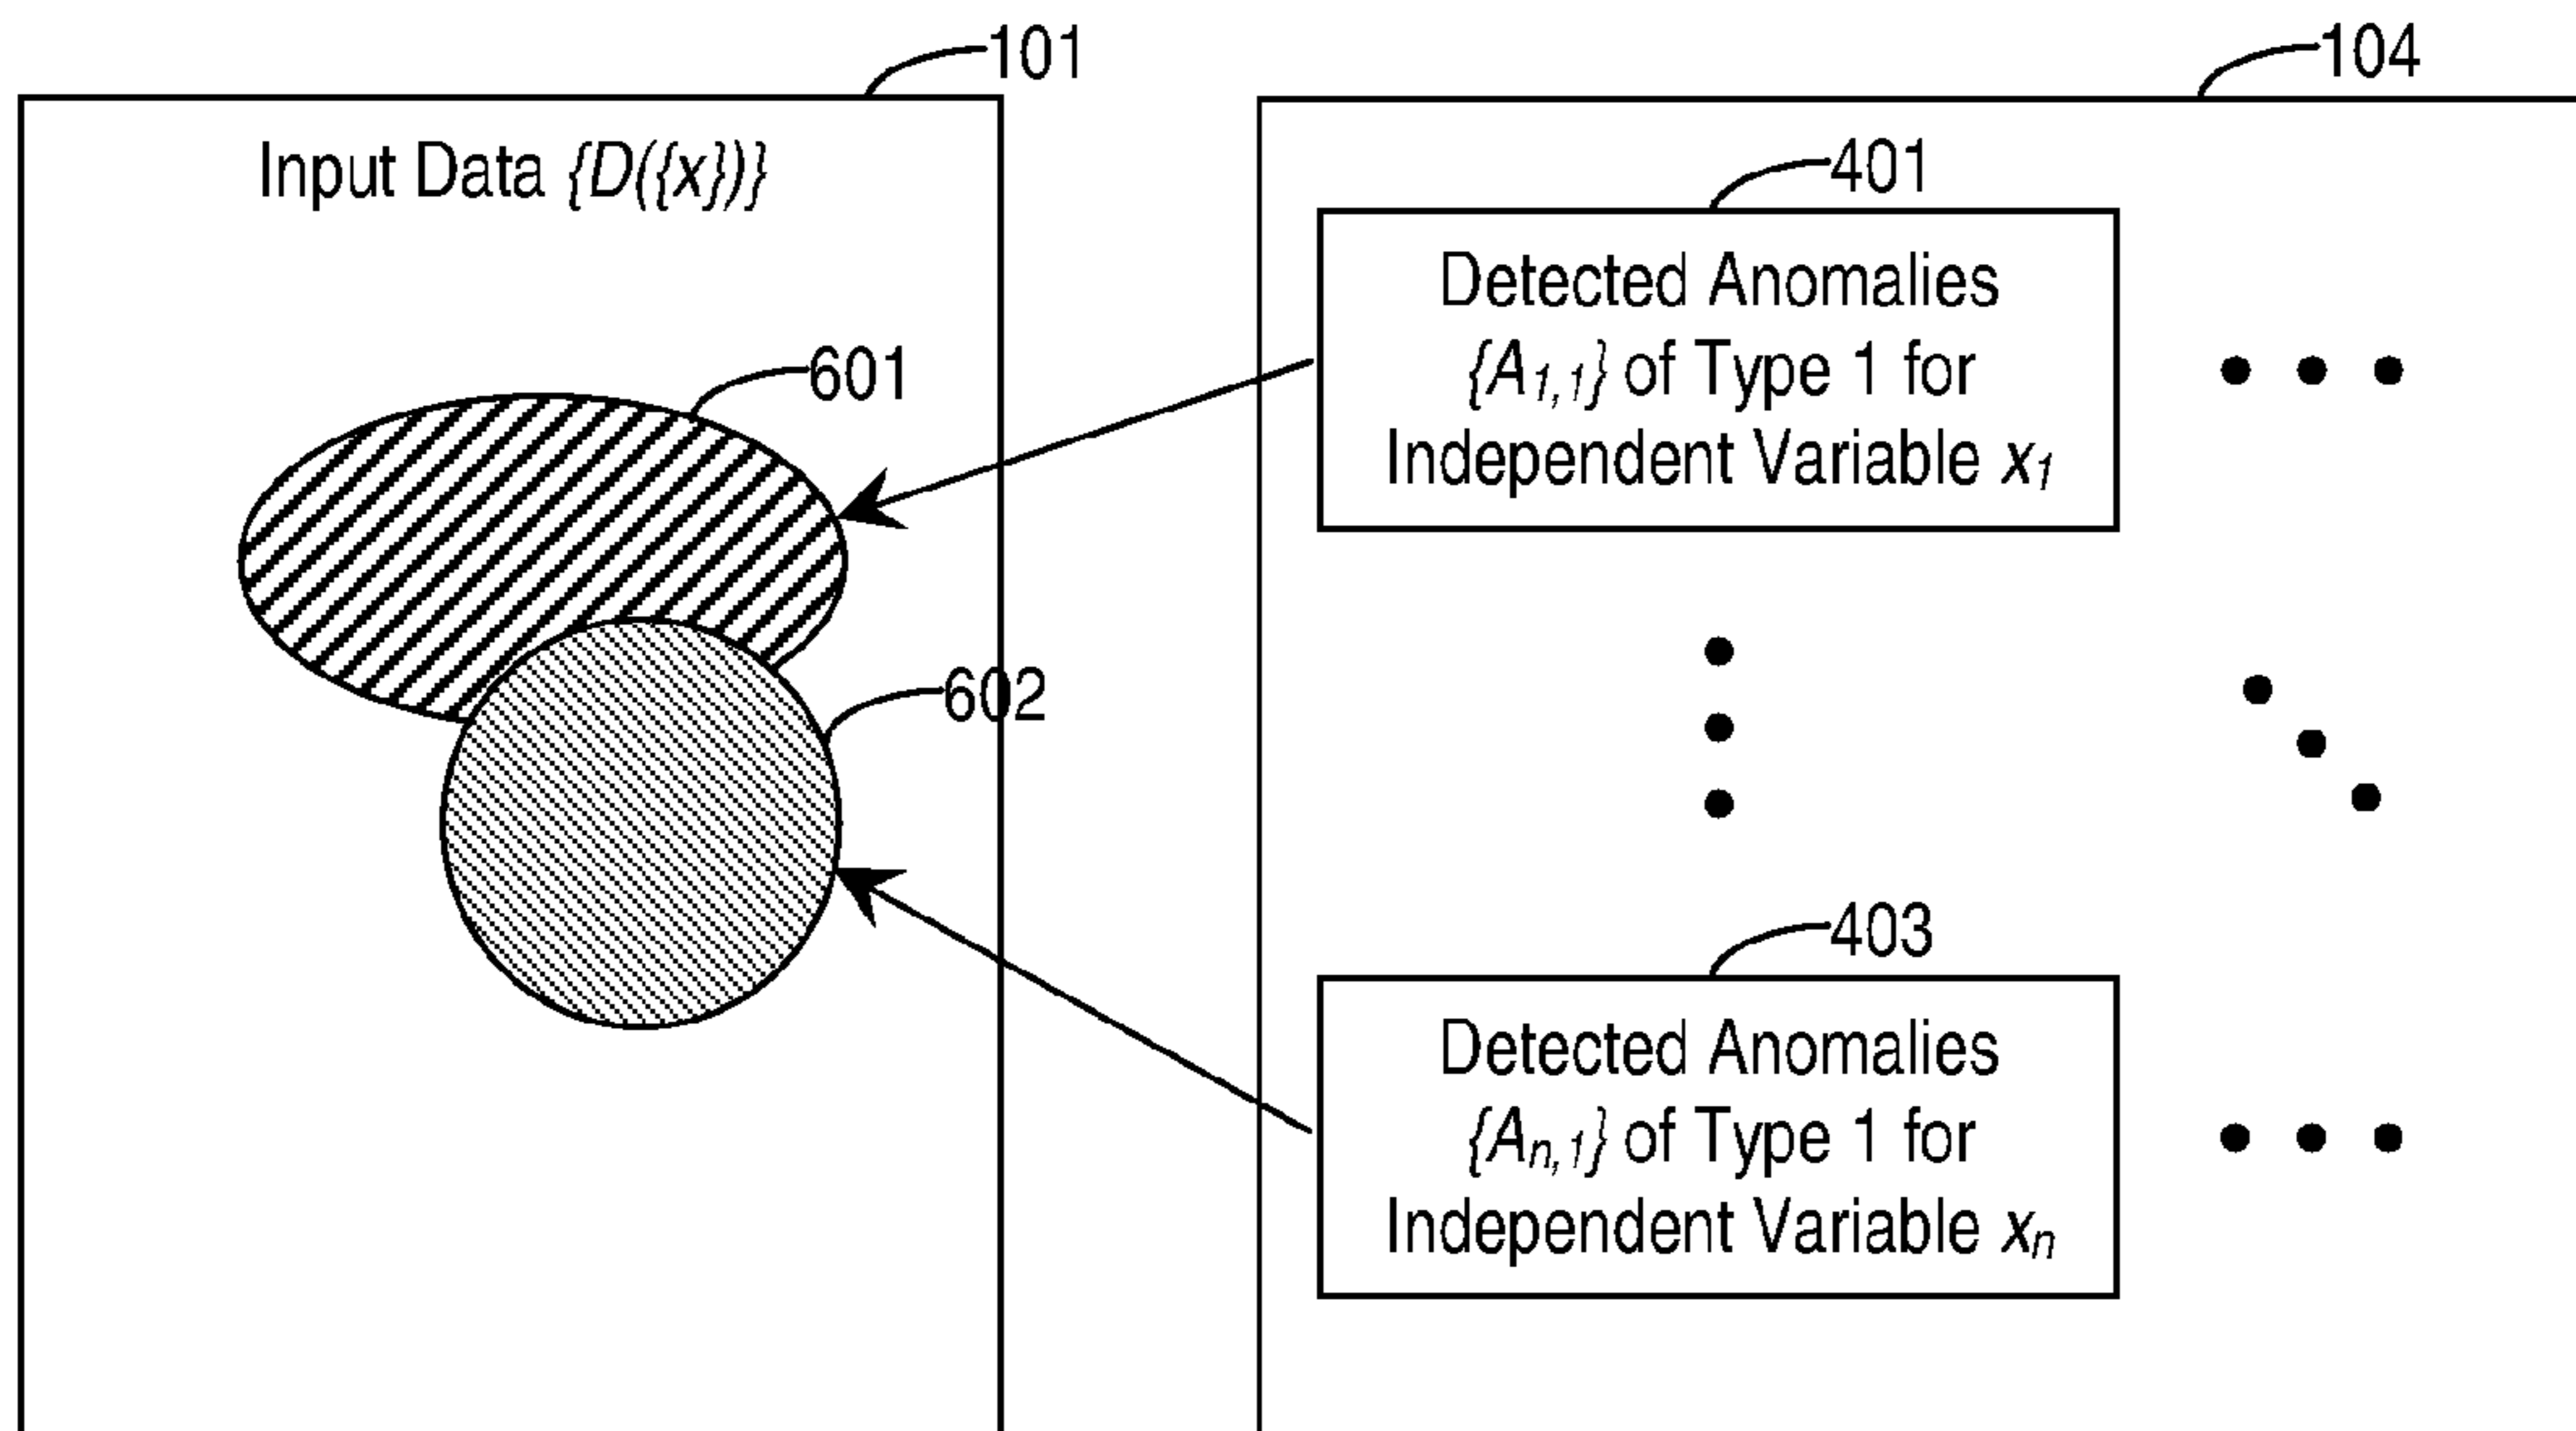 101
104
Input Data {D({x})}
401
Detected Anomalies
{A1,1} of Type 1 for
Independent Variable x1
601
602
403
Detected Anomalies
{An,1} of Type 1 for
Independent Variable xn